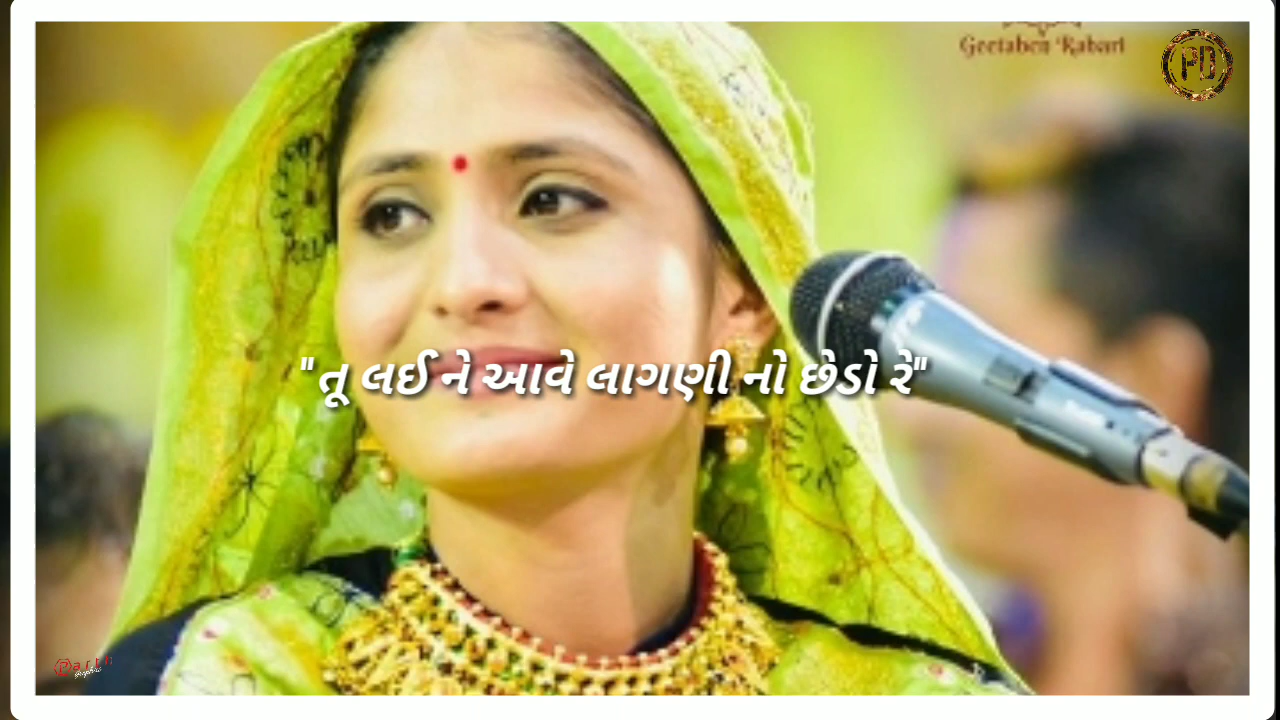 Geetaben Rabari
PD
"તૂ લઈ ને આવે લાગણી નો છેડો રે"